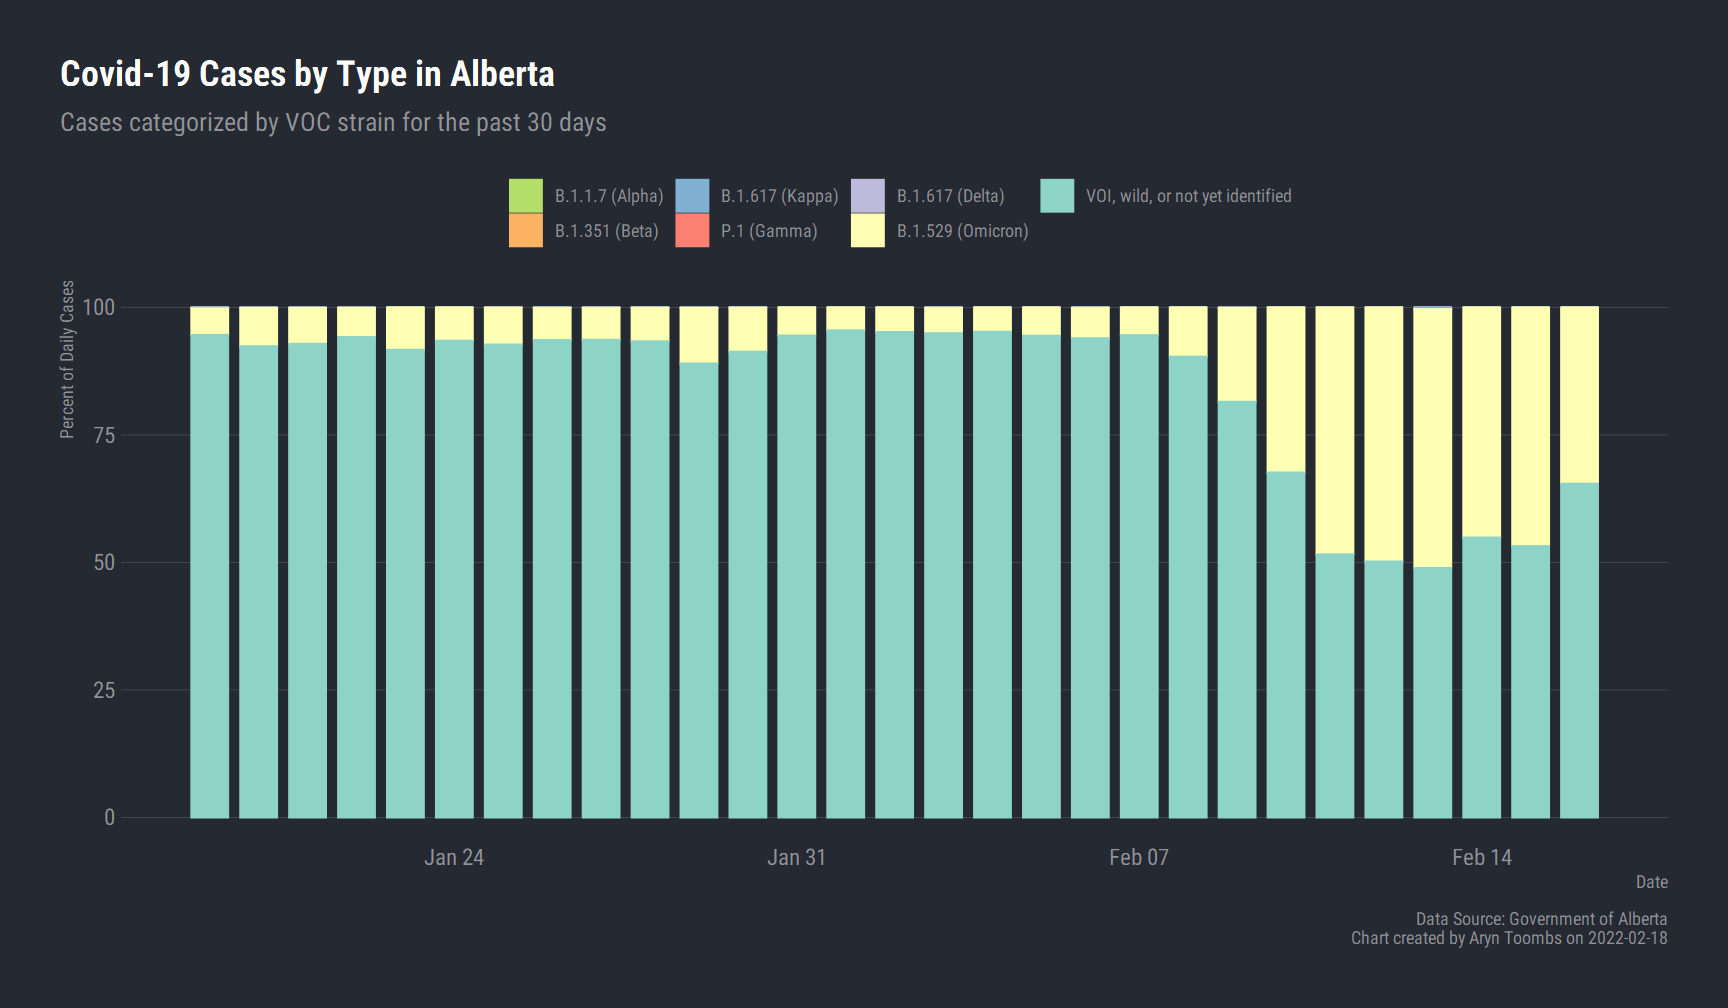 Covid-19 Cases by Type in Alberta
Cases categorized by VOC strain for the past 30 days
B.1.1.7 (Alpha) B.1.617 (Kappa) B.1.617 (Delta) VOI, wild, or not yet identified
B.1.351 (Beta) P.1 (Gamma) B.1.529 (Omicron)
Percent of Daily Cases
100
75
50
25
0
Jan 24 Jan 31 Feb 07 Feb 14
Date
Data Source: Government of Alberta
Chart created by Aryn Toombs on 2022-02-18